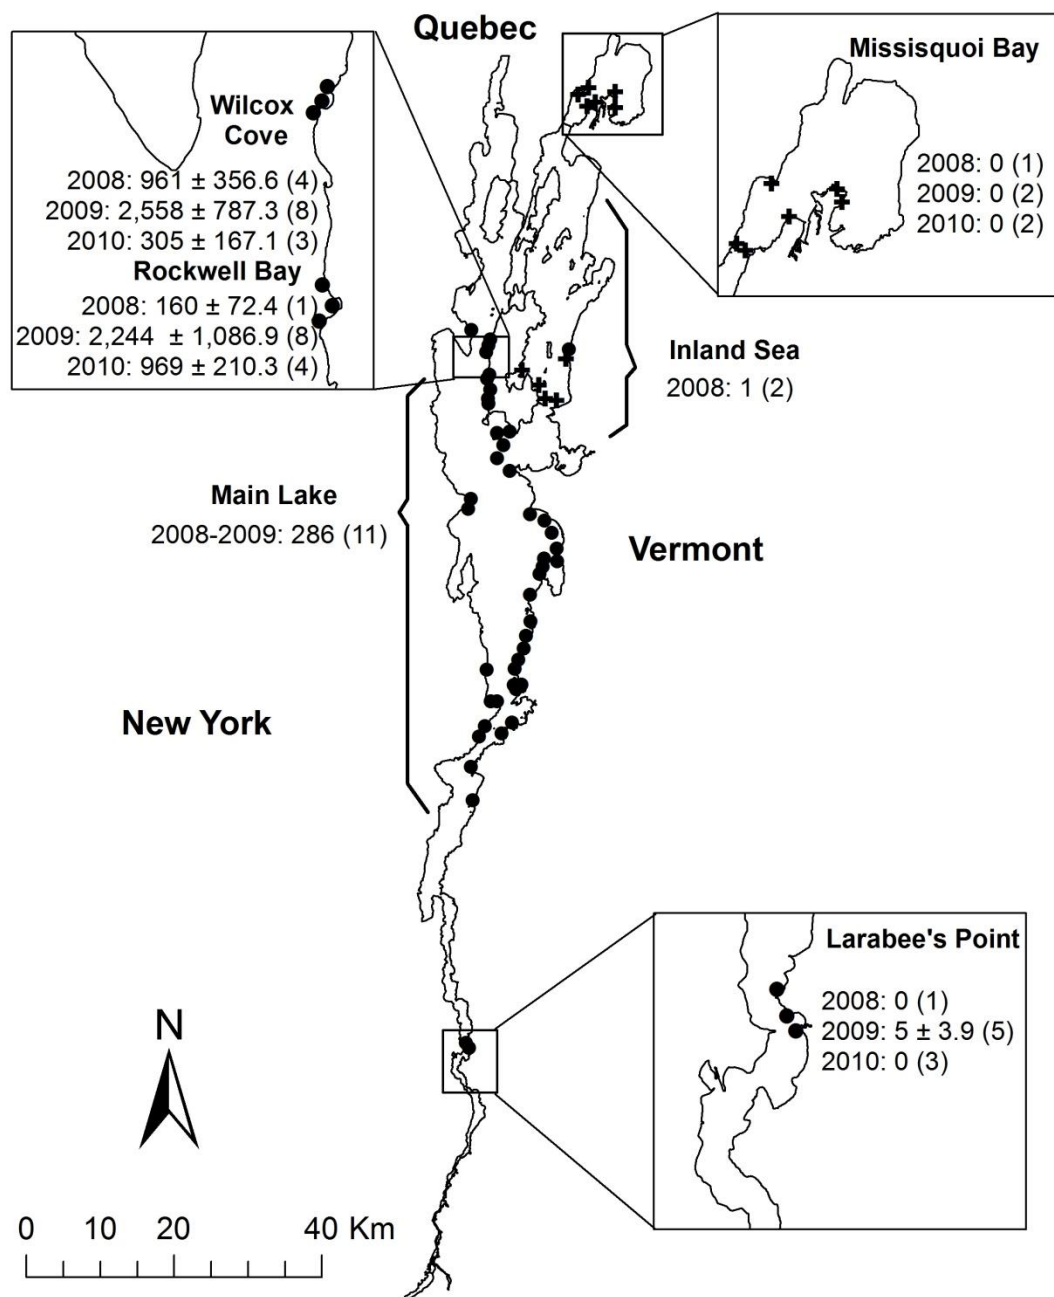 Quebec
Wilcox
Cove
2008: 961 ± 356.6 (4)
2009: 2,558 ± 787.3 (8)
2010: 305 ± 167.1 (3)
Rockwell Bay
2008: 160 ± 72.4 (1)
2009: 2,244 ± 1,086.9 (8)
2010: 969 ± 210.3 (4)
Missisquoi Bay
2008: 0 (1)
2009: 0 (2)
2010: 0 (2)
Inland Sea
2008: 1 (2)
Main Lake
2008-2009: 286 (11)
Vermont
New York
Larabee's Point
2008: 0 (1)
2009: 5 ± 3.9 (5)
2010: 0 (3)
N
0 10 20 40 Km